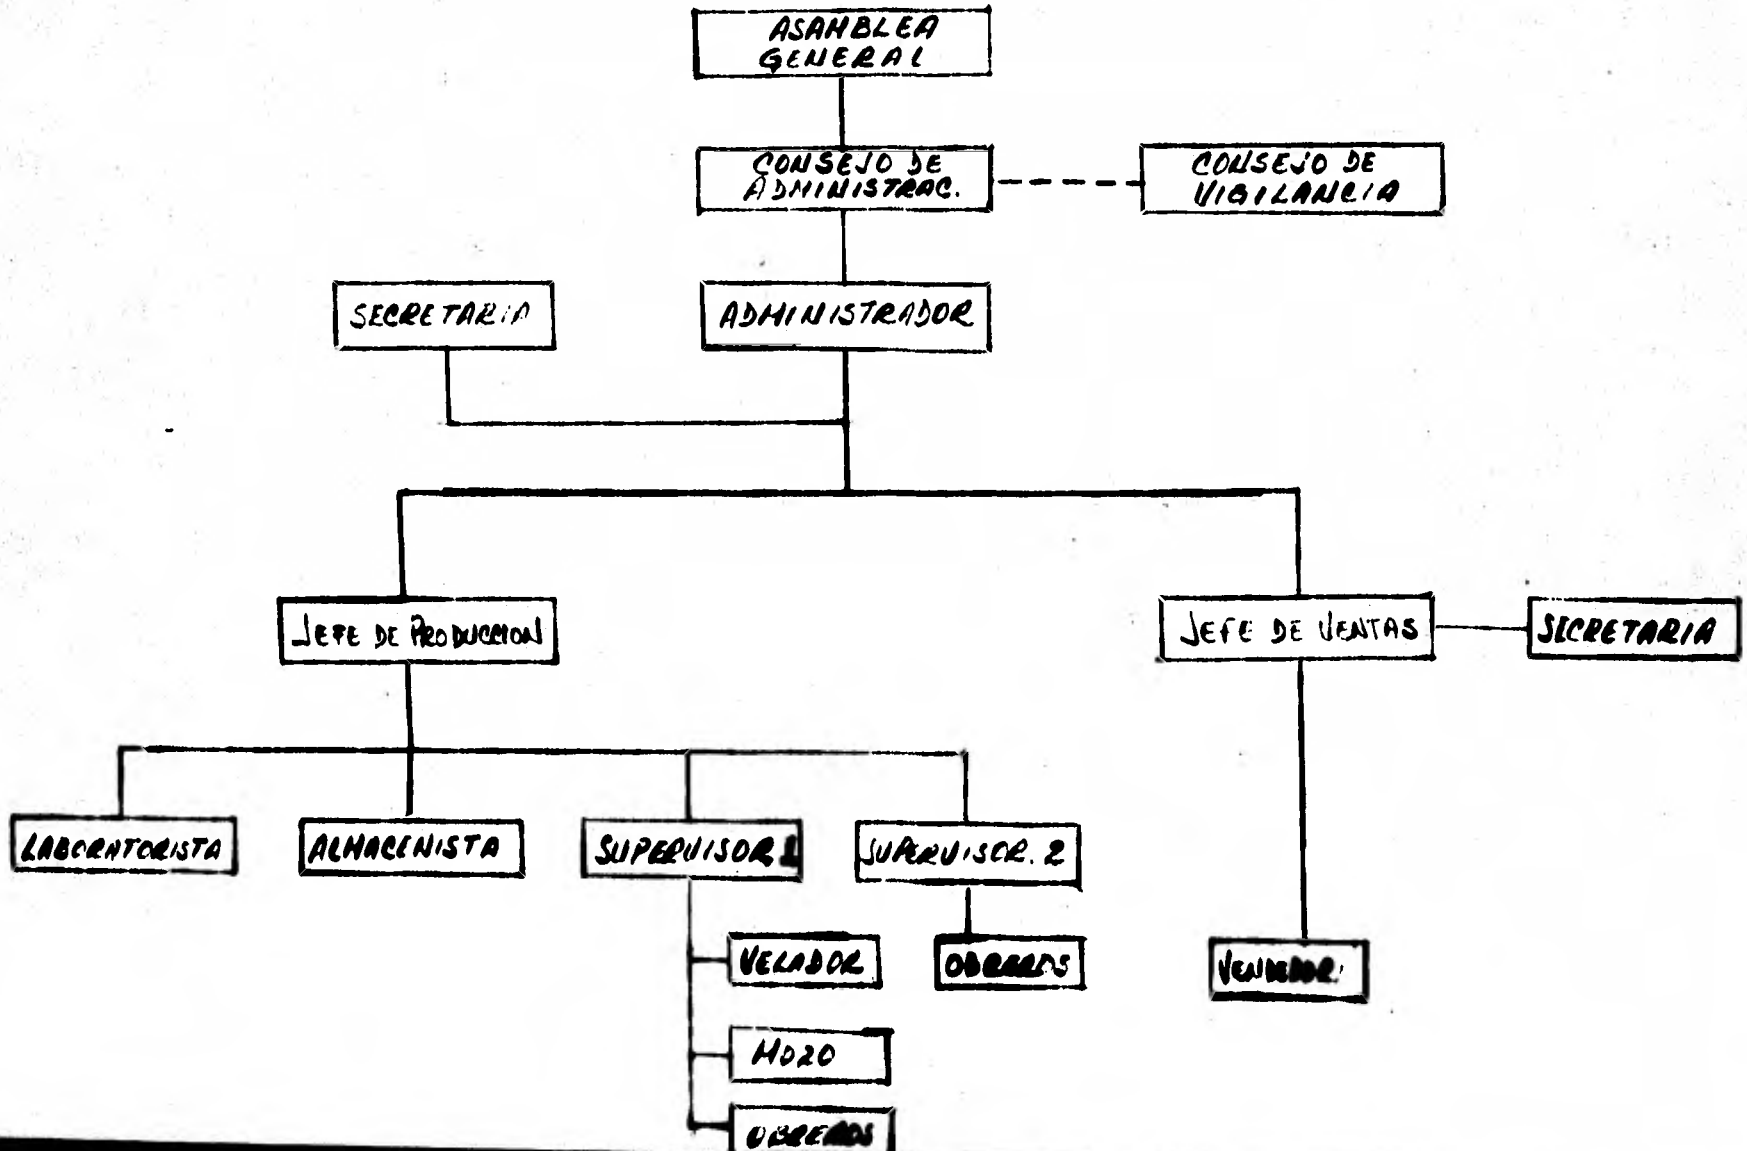 ASAMBLEA
GENERAL
CONSEJO DE
ADMINISTRAC.
CONSEJO DE
VIGILANCIA
SECRETARIA
ADMINISTRADOR
JEFE DE PRODUCCION
JEFE DE VENTAS
SECRETARIA
LABORATORISTA
ALMACENISTA
SUPERVISOR 1
SUPERVISOR. 2
VELADOR
OBREROS
VENDEDOR
MOZO
OBREROS